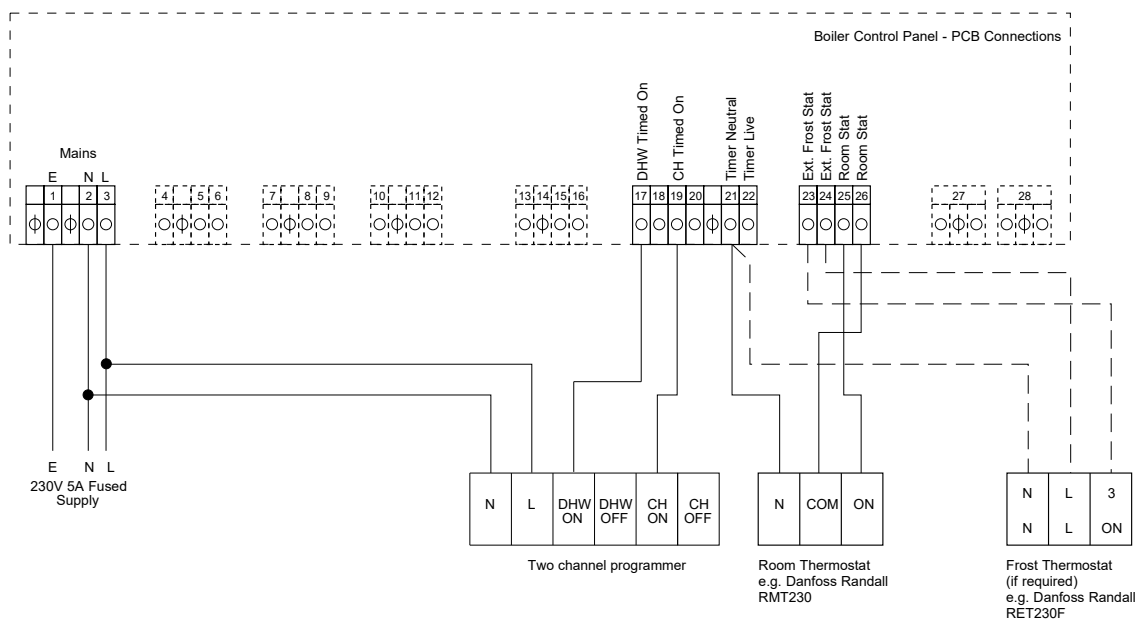 Boiler Control Panel - PCB Connections
DHW Timed On
CH Timed On
Timer Neutral
Timer Live
Ext. Frost Stat
Ext. Frost Stat
Room Stat
Room Stat
Mains
E N L
1 2 3 4 5 6 7 8 9 10 11 12 13 14 15 16 17 18 19 20 21 22 23 24 25 26 27 28
E N L
230V 5A Fused
Supply
N L DHW ON DHW OFF CH ON CH OFF
Two channel programmer
N COM ON
Room Thermostat
e.g. Danfoss Randall
RMT230
N L 3
N L ON
Frost Thermostat
(if required)
e.g. Danfoss Randall
RET230F